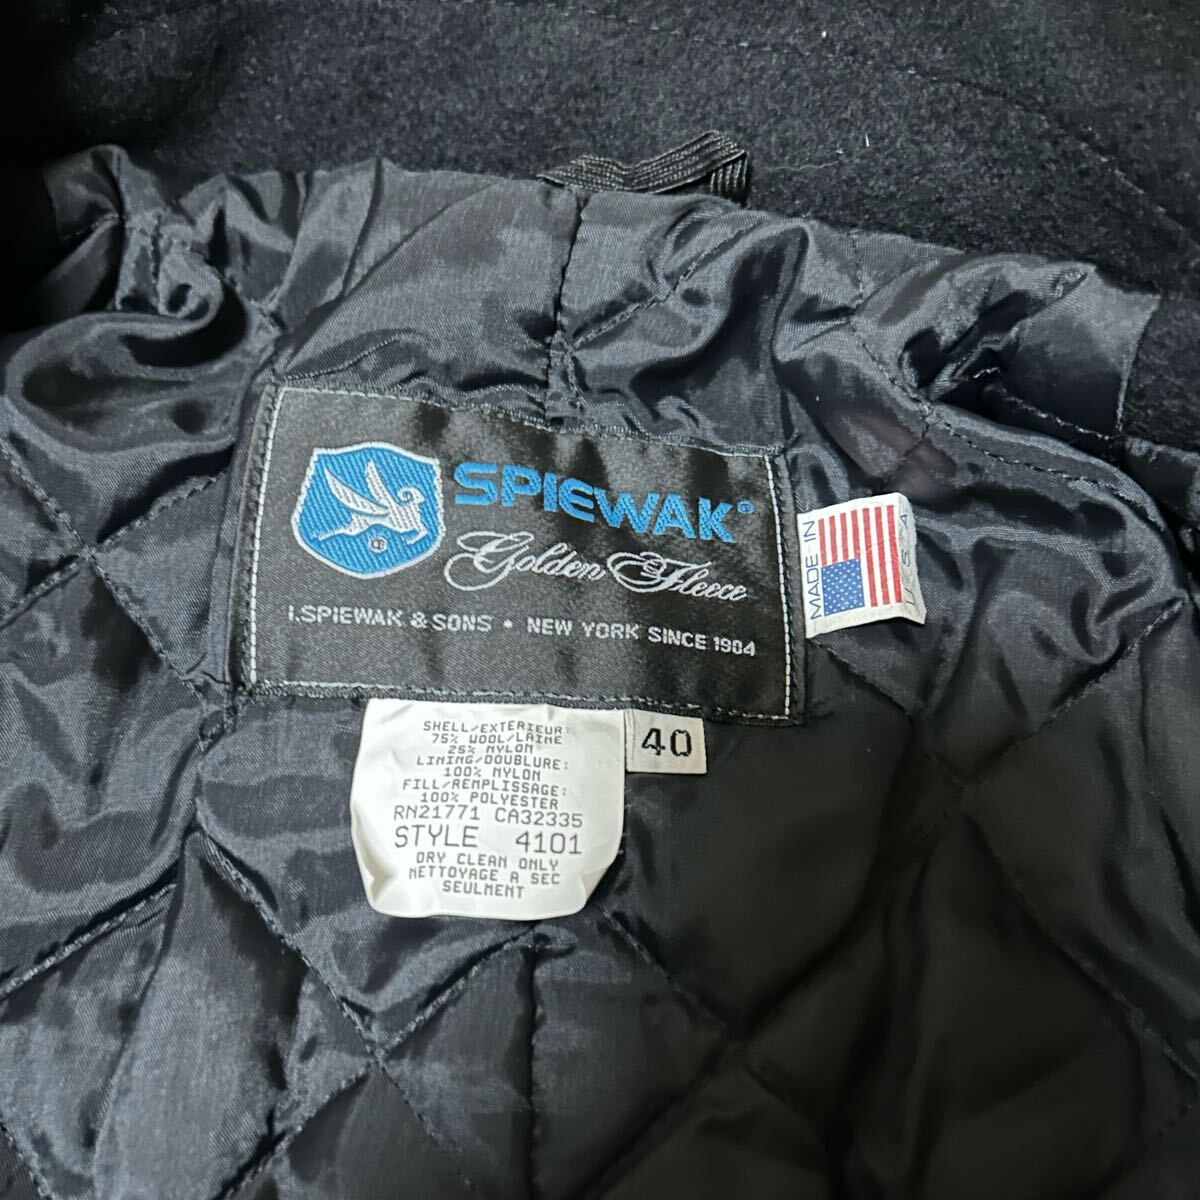 SPIEWAK®
Golden Fleece
I.SPIEWAK & SONS • NEW YORK SINCE 1904
MADE IN
U.S.A
40
SHELL/EXTERIEUR:
75% WOOL/LAINE
25% NYLON
LINING/DOUBLURE:
100% NYLON
FILL/REMPLISSAGE:
100% POLYESTER
RN21771 CA32335
STYLE 4101
DRY CLEAN ONLY
NETTOYAGE A SEC
SEULMENT